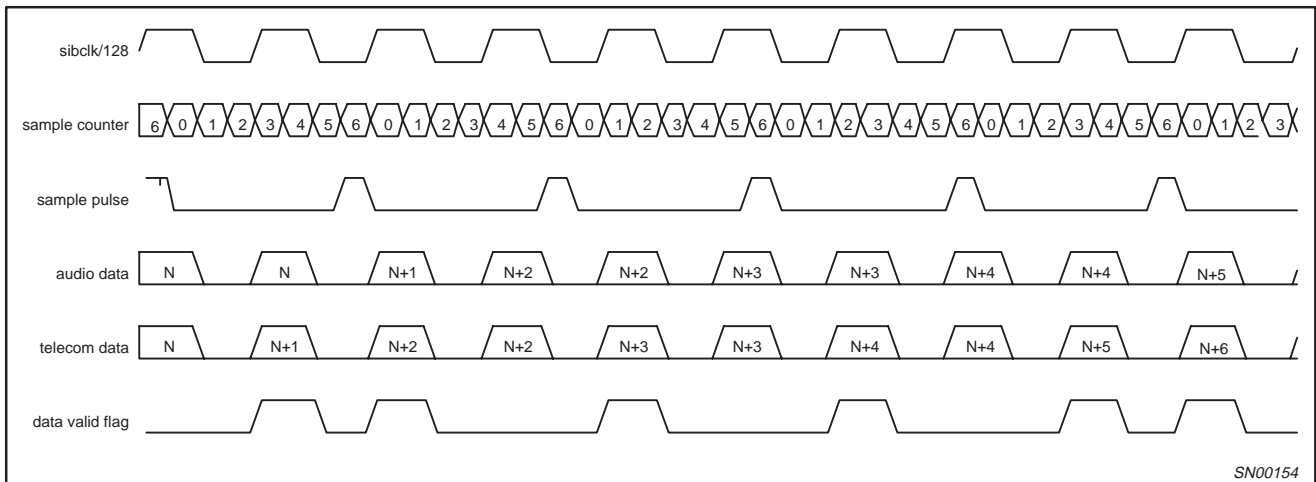 sibclk/128
sample counter 6 0 1 2 3 4 5 6 0 1 2 3 4 5 6 0 1 2 3 4 5 6 0 1 2 3 4 5 6 0 1 2 3 4 5 6 0 1 2 3
sample pulse
audio data N N N+1 N+2 N+2 N+3 N+3 N+4 N+4 N+5
telecom data N N+1 N+2 N+2 N+3 N+3 N+4 N+4 N+5 N+6
data valid flag
SN00154